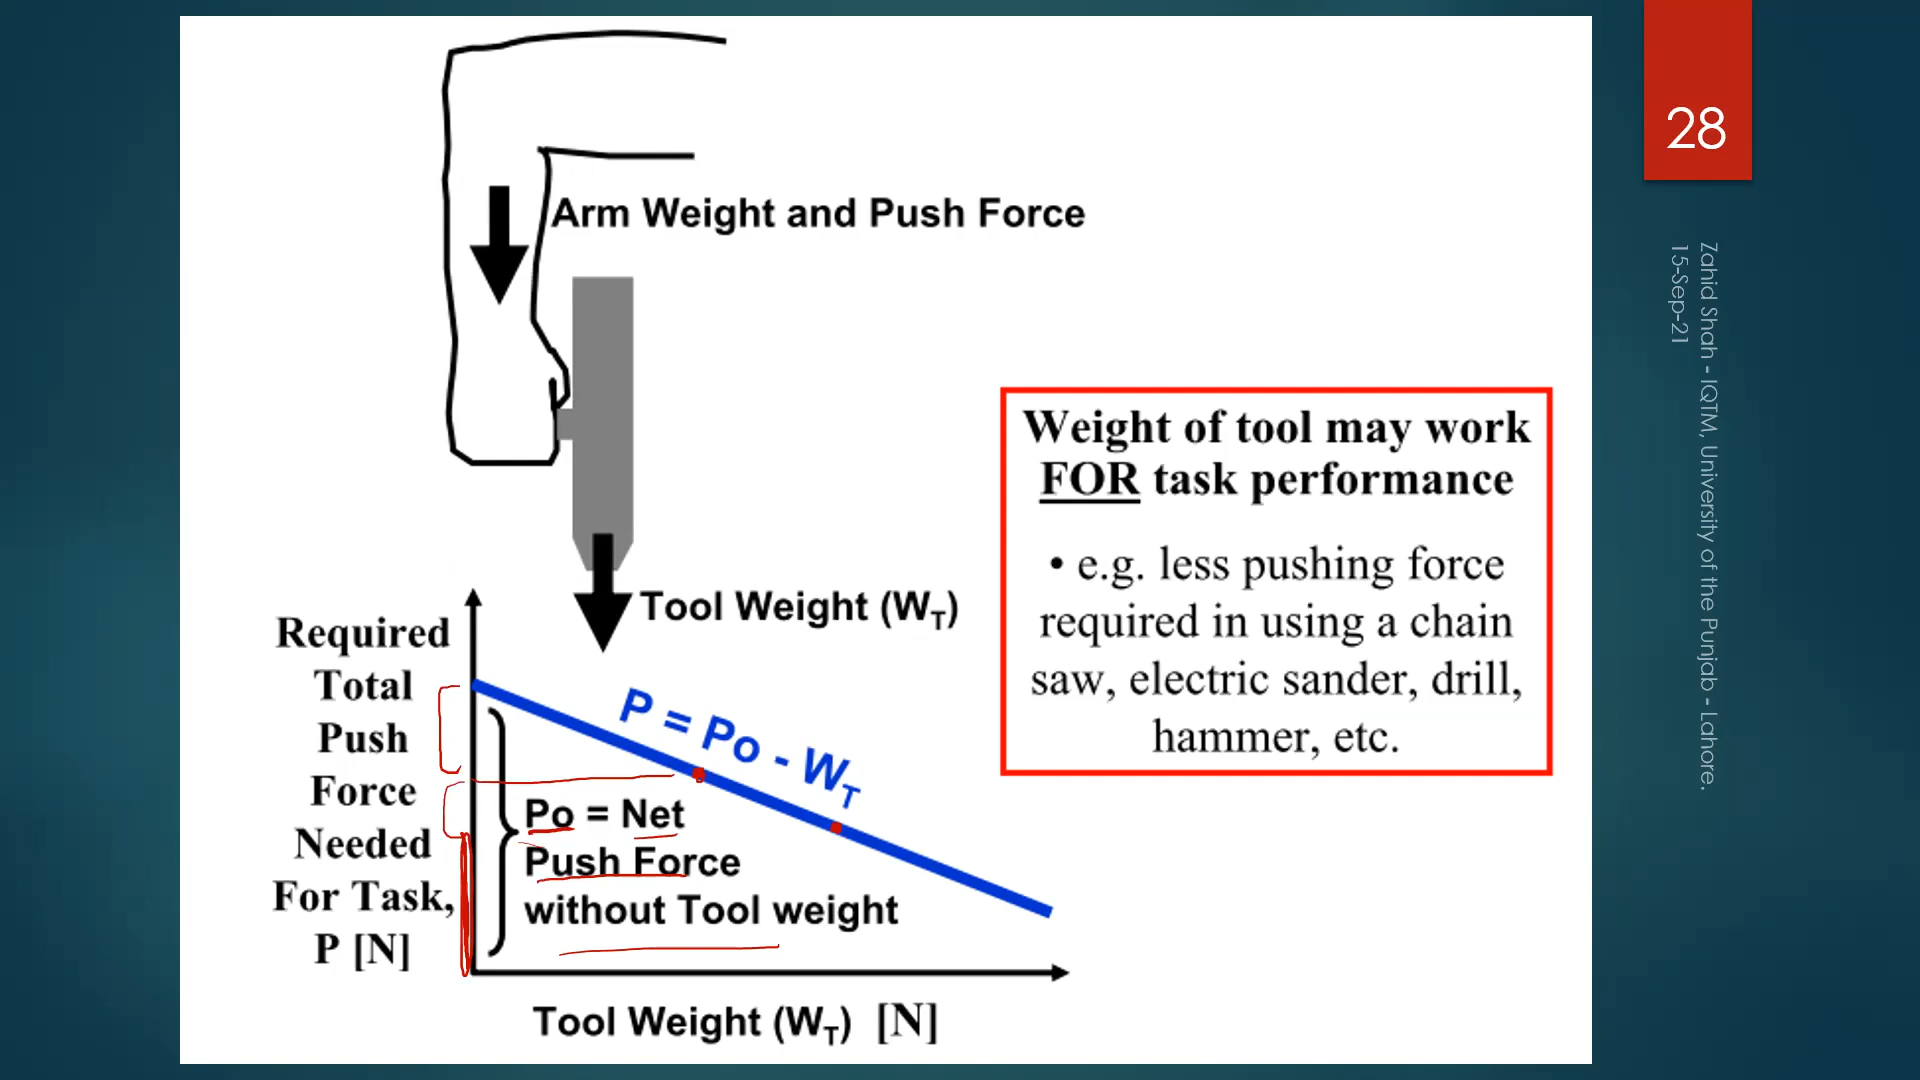 28
Arm Weight and Push Force
Weight of tool may work
FOR task performance
• e.g. less pushing force
required in using a chain
saw, electric sander, drill,
hammer, etc.
Tool Weight (WT)
Required
Total
Push
Force
Needed
For Task,
P [N]
P = Po - WT
Po = Net
Push Force
without Tool weight
Tool Weight (WT) [N]
Zahid Shah - IQTM, University of the Punjab - Lahore.
15-Sep-21